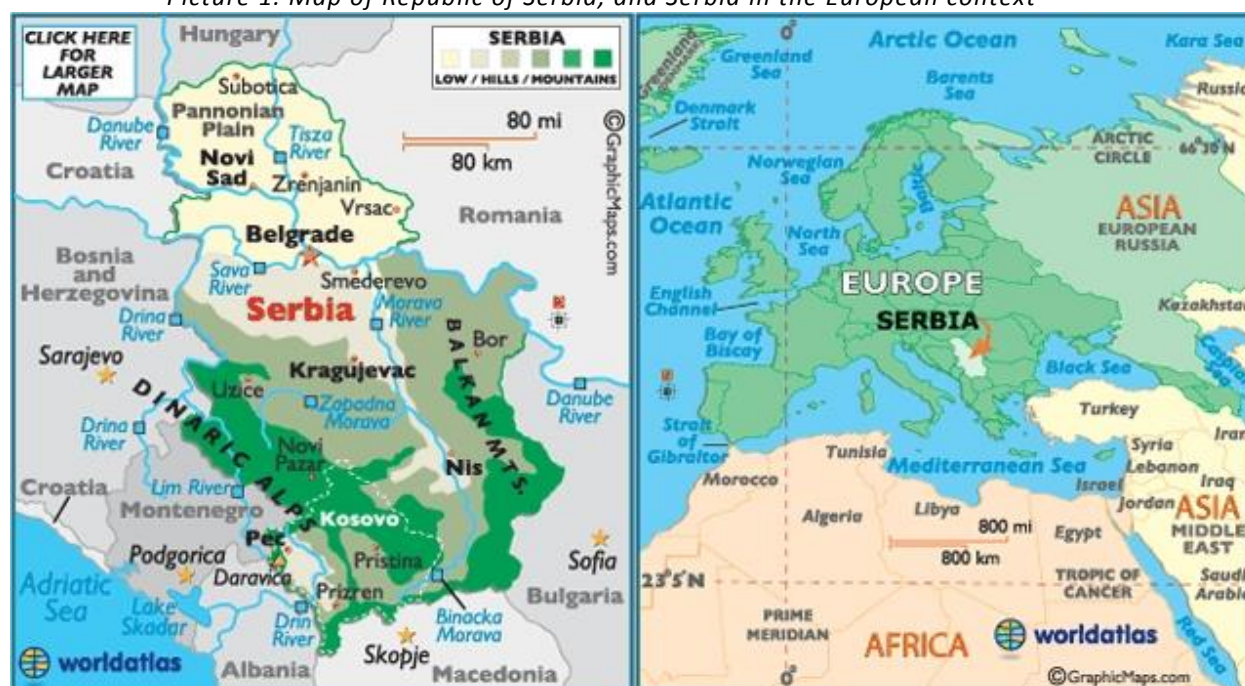 Picture 1. Map of Republic of Serbia, and Serbia in the European context
CLICK HERE
FOR
LARGER
MAP
Hungary
SERBIA
LOW / HILLS / MOUNTAINS
Subotica
Pannonian
Plain
Danube
River
Tisza
River
80 mi
80 km
©GraphicMaps.com
Croatia
Novi
Sad
Zrenjanin
Vrsac
Romania
Belgrade
Bosnia
and
Herzegovina
Sava
River
Smederevo
Serbia
Morava
River
Drina
River
Bor
BALKAN MTS.
Sarajevo
Kragujevac
Uzice
Zapadna
Morava
Danube
River
DINARIC ALPS
Drina
River
Novi
Pazar
Nis
Lim River
Croatia
Montenegro
Kosovo
Pec
Podgorica
Daravica
Pristina
Sofia
Adriatic
Sea
Prizren
Bulgaria
Lake
Skadar
Drin
River
Binacka
Morava
Skopje
worldatlas
Albania
Macedonia
0°
Greenland
Greenland
Sea
Arctic Ocean
Kara Sea
Barents
Sea
Russia
Denmark
Strait
ARCTIC
CIRCLE
66°30'N
Norwegian
Sea
Atlantic
Ocean
Baltic
ASIA
EUROPEAN
RUSSIA
North
Sea
EUROPE
English
Channel
SERBIA
Kazakhstan
Bay of
Biscay
Black Sea
Caspian
Sea
Turkey
Strait
of
Gibraltar
Tunisia
Mediterranean Sea
Syria
Lebanon
Iran
Morocco
Israel
Iraq
Jordan
ASIA
MIDDLE
EAST
Algeria
Libya
800 mi
800 km
Egypt
23°5'N
TROPIC OF
CANCER
Saudi
Arabia
PRIME
MERIDIAN
AFRICA
worldatlas
Red Sea
0°
©GraphicMaps.com